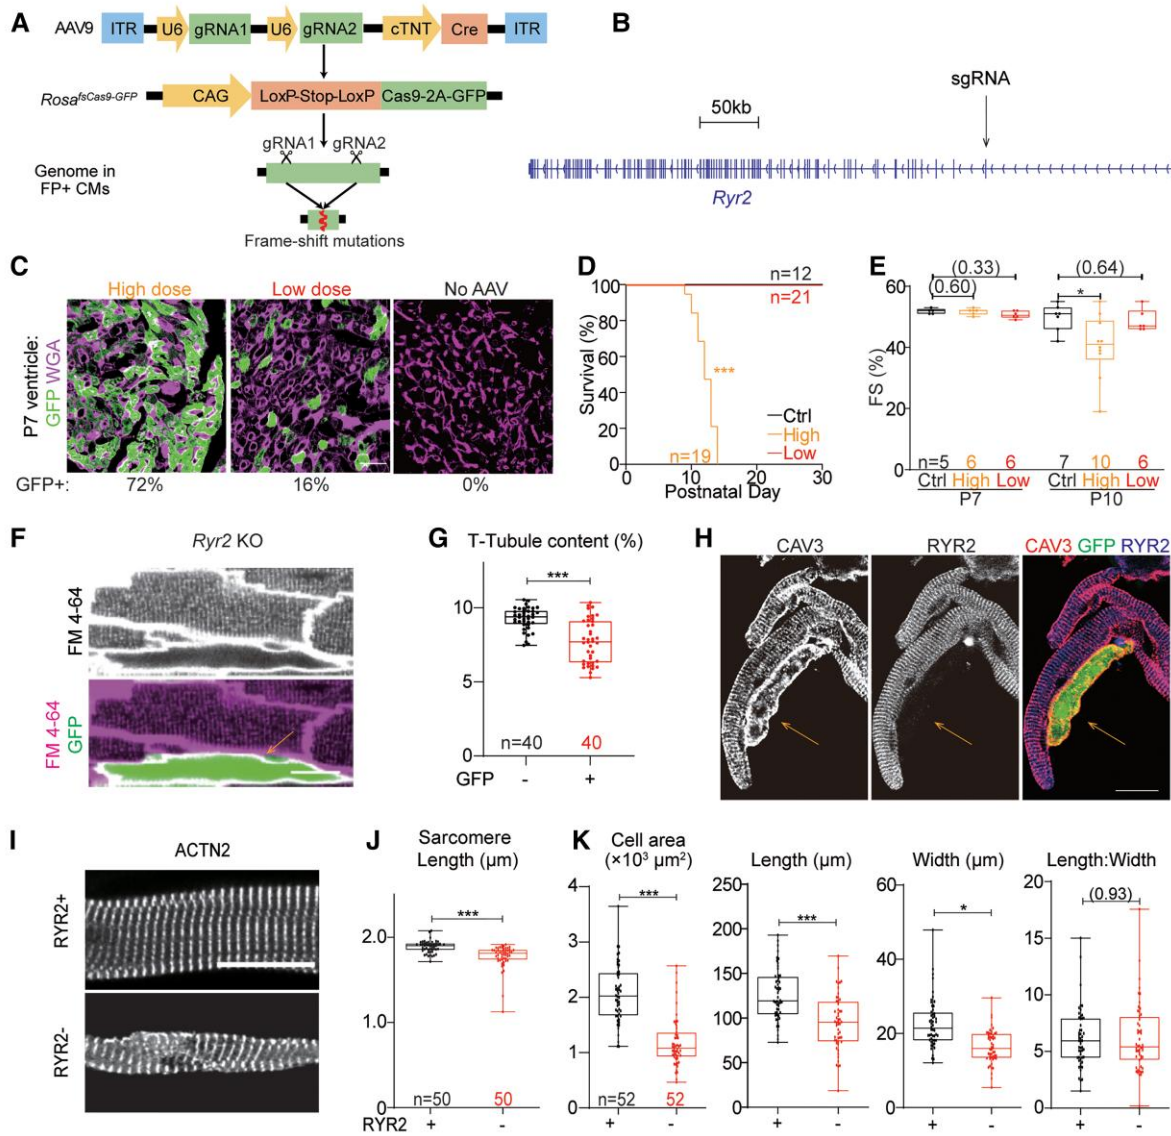 A
AAV9 ITR U6 gRNA1 U6 gRNA2 cTNT Cre ITR
Rosa^fsCas9-GFP CAG LoxP-Stop-LoxP Cas9-2A-GFP
gRNA1 gRNA2
Genome in
FP+ CMs
Frame-shift mutations
B
sgRNA
50kb
Ryr2
C
High dose Low dose No AAV
P7 ventricle:
GFP WGA
GFP+: 72% 16% 0%
D
n=12
n=21
100
80
60
40
20
0
Survival (%)
***
Ctrl
High
Low
n=19
0 10 20 30
Postnatal Day
E
(0.33) (0.64)
(0.60) *
60
40
20
0
FS (%)
n=5 6 6 7 10 6
Ctrl High Low Ctrl High Low
P7 P10
F
Ryr2 KO
FM 4-64
FM 4-64
GFP
G
T-Tubule content (%)
***
10
5
0
n=40 40
GFP - +
H
CAV3 RYR2 CAV3 GFP RYR2
I
ACTN2
RYR2+
RYR2-
J
Sarcomere
Length (µm)
***
2.0
1.0
0
n=50 50
RYR2 + -
K
Cell area
(×10³ µm²)
***
4
3
2
1
0
n=52 52
+ -
Length (µm)
***
250
200
150
100
50
0
+ -
Width (µm)
*
60
40
20
0
+ -
Length:Width
(0.93)
20
15
10
5
0
+ -